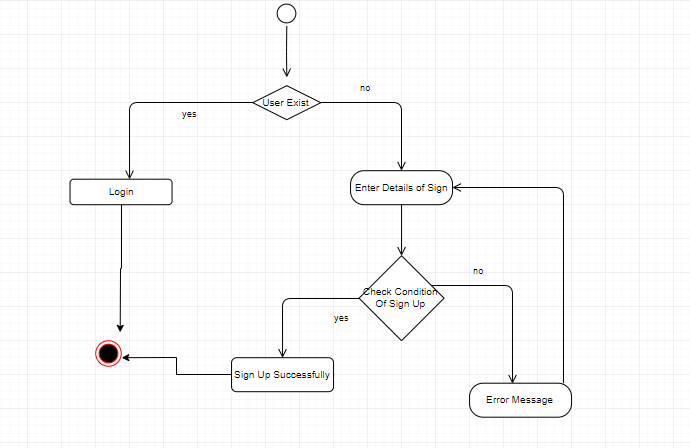 User Exist
no
yes
Login
Enter Details of Sign
no
Check Condition
Of Sign Up
yes
Sign Up Successfully
Error Message